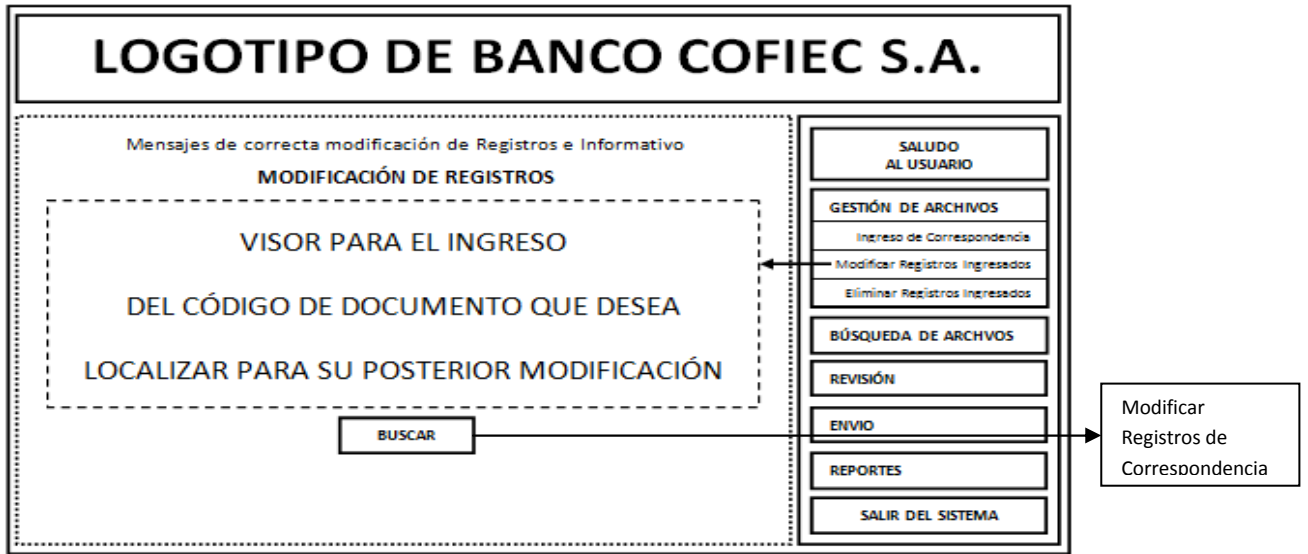 LOGOTIPO DE BANCO COFIEC S.A.
Mensajes de correcta modificación de Registros e Informativo
MODIFICACIÓN DE REGISTROS
VISOR PARA EL INGRESO
DEL CÓDIGO DE DOCUMENTO QUE DESEA
LOCALIZAR PARA SU POSTERIOR MODIFICACIÓN
BUSCAR
SALUDO
AL USUARIO
GESTIÓN DE ARCHIVOS
Ingreso de Correspondencia
Modificar Registros Ingresados
Eliminar Registros Ingresados
BÚSQUEDA DE ARCHVOS
REVISIÓN
ENVIO
REPORTES
SALIR DEL SISTEMA
Modificar
Registros de
Correspondencia